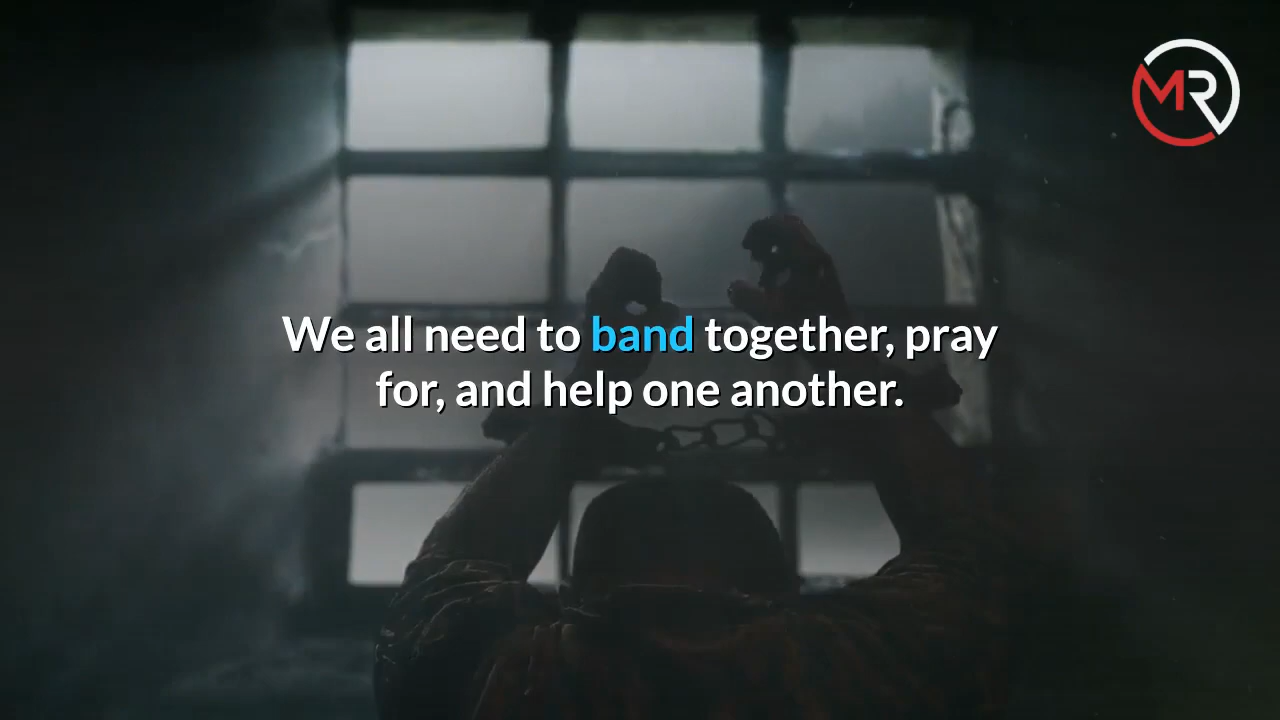 MR
We all need to band together, pray
for, and help one another.